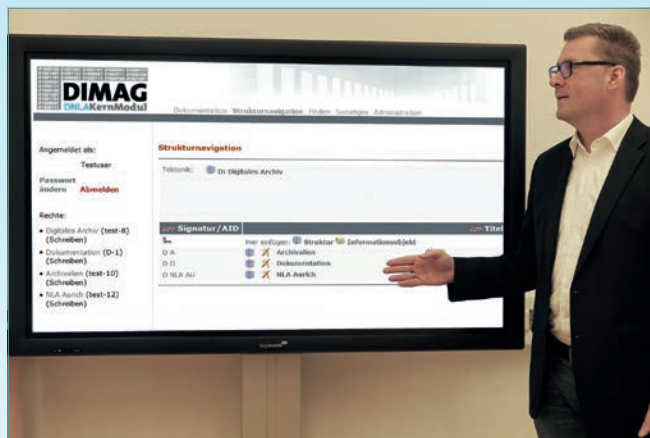 DIMAG
DNLAKernModul
Dokumentation Strukturnavigation Finden Sonstiges Administration
Angemeldet als:
Testuser
Passwort
ändern Abmelden
Rechte:
• Digitales Archiv (test-8)
(Schreiben)
• Dokumentation (D-1)
(Schreiben)
• Archivalien (test-10)
(Schreiben)
• NLA Aurich (test-12)
(Schreiben)
Strukturnavigation
Tektonik: D: Digitales Archiv
Signatur/AID Titel
Hier einfügen: Struktur Informationsobjekt
D A Archivalien
D D Dokumentation
D NLA AU NLA Aurich